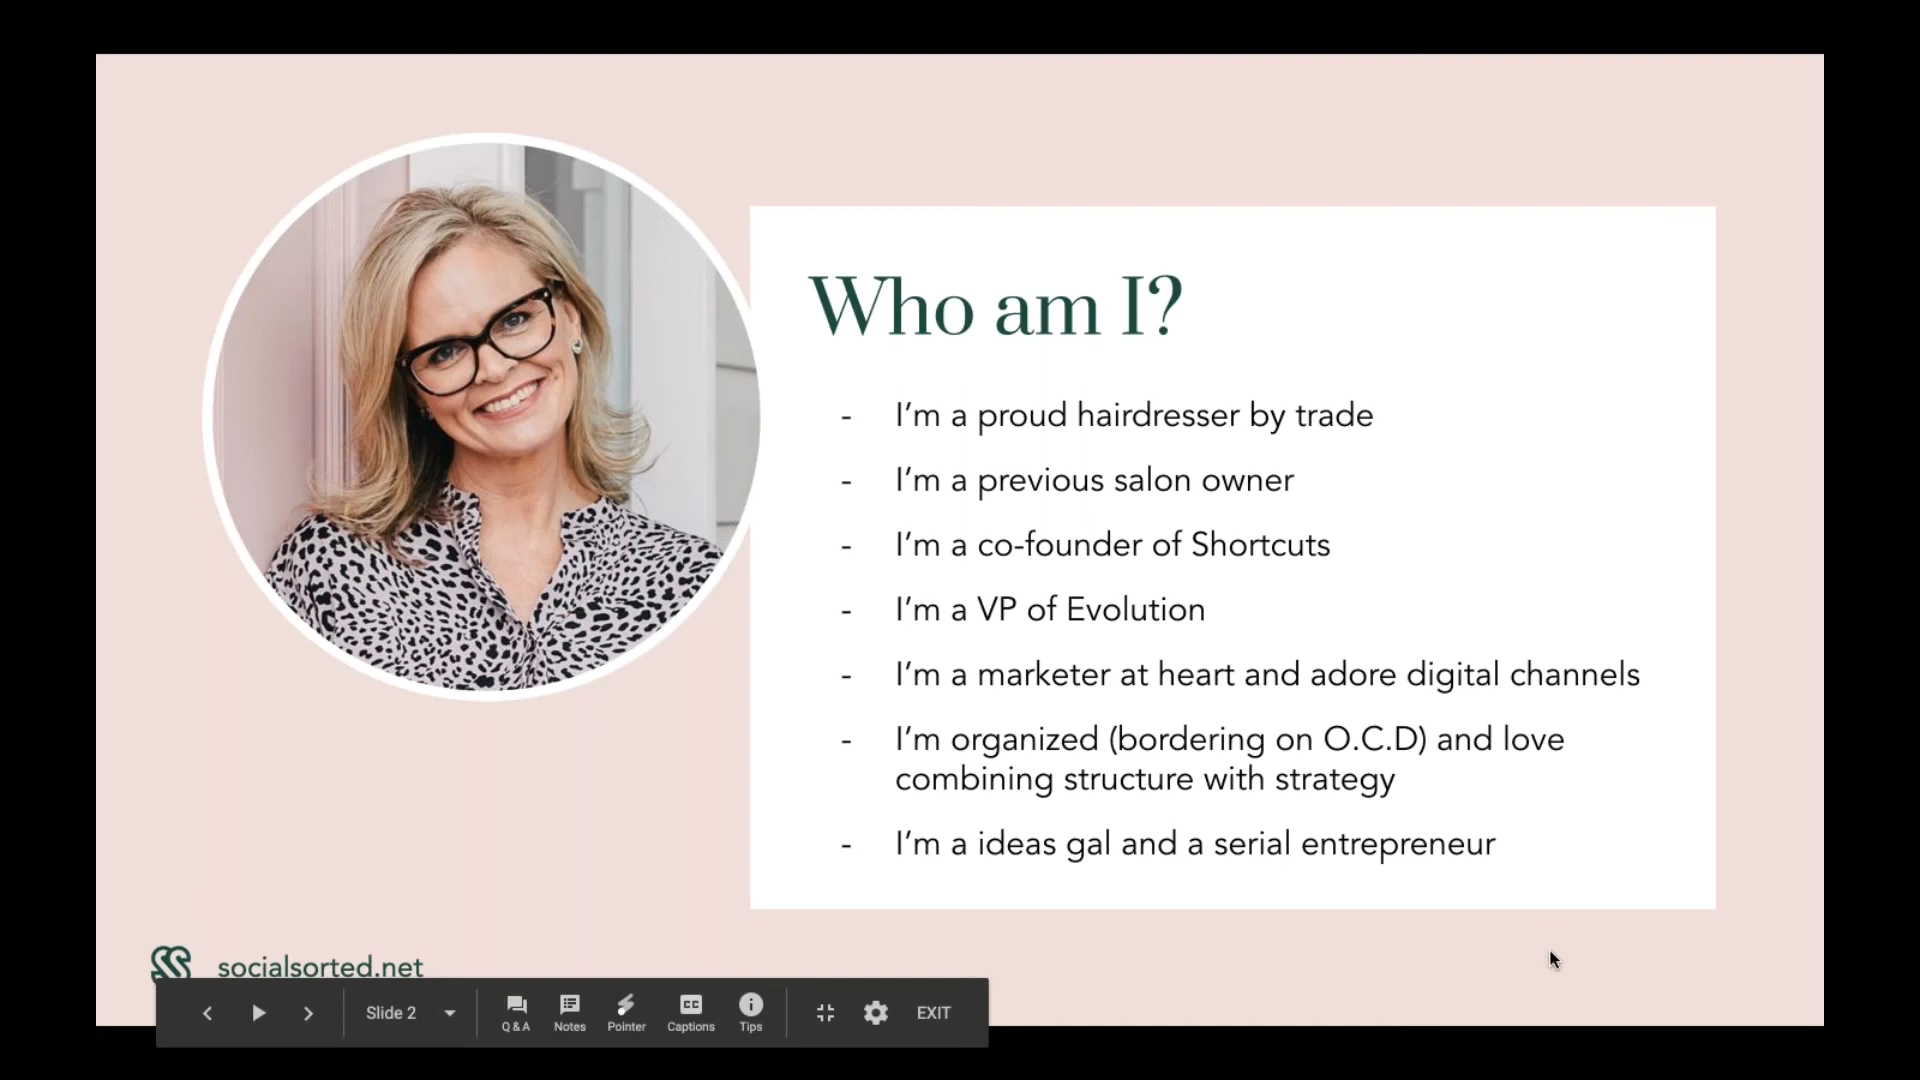 Who am I?
- I’m a proud hairdresser by trade
- I’m a previous salon owner
- I’m a co-founder of Shortcuts
- I’m a VP of Evolution
- I’m a marketer at heart and adore digital channels
- I’m organized (bordering on O.C.D) and love
combining structure with strategy
- I’m a ideas gal and a serial entrepreneur
socialsorted.net
Slide 2
Q & A
Notes
Pointer
CC
Captions
Tips
EXIT